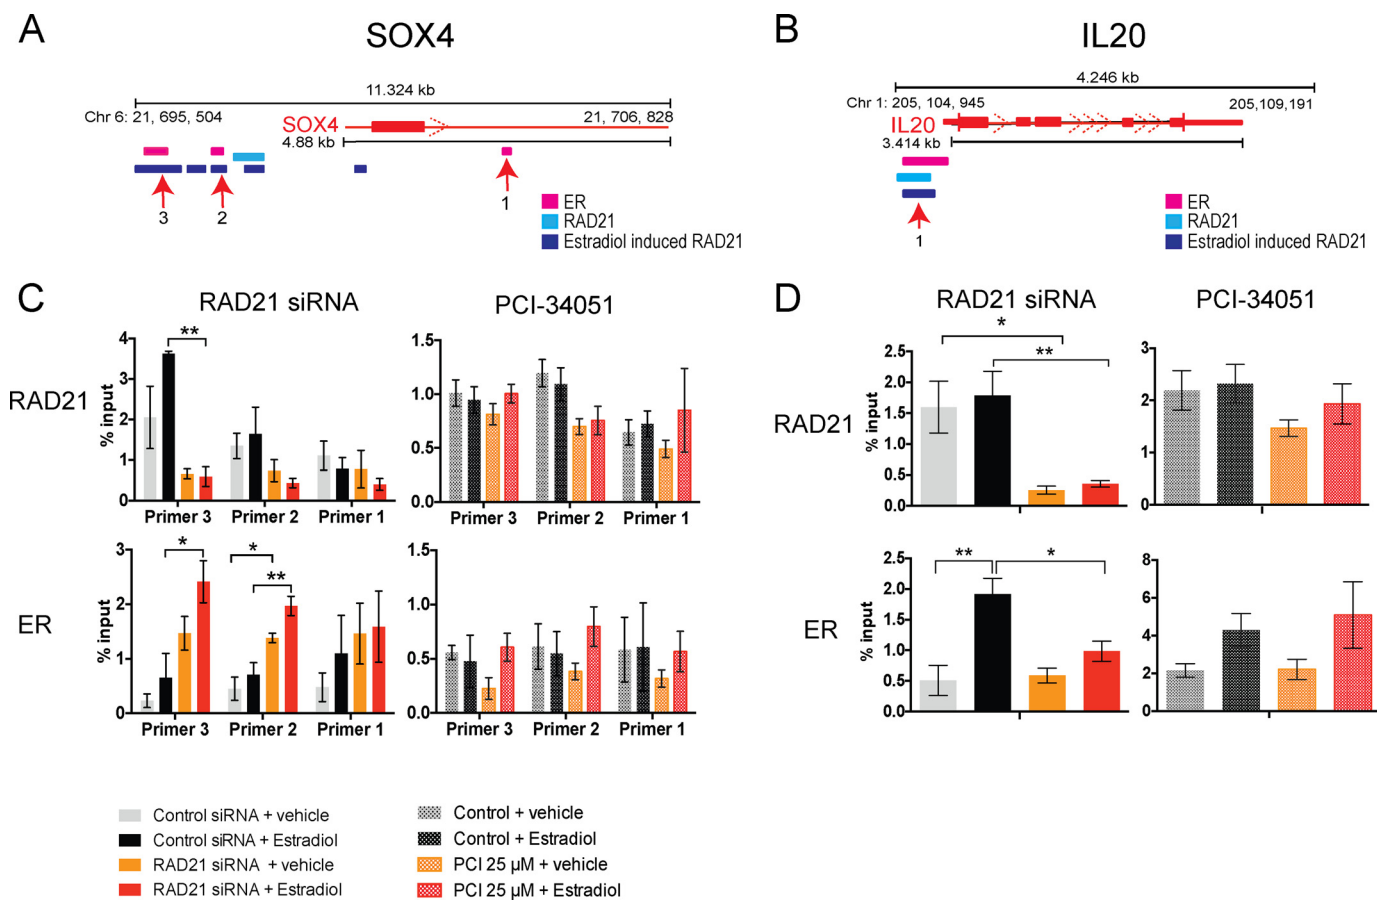 A
SOX4
11.324 kb
Chr 6: 21, 695, 504
SOX4
21, 706, 828
4.88 kb
3
2
1
ER
RAD21
Estradiol induced RAD21
B
IL20
4.246 kb
Chr 1: 205, 104, 945
205,109,191
IL20
3.414 kb
1
ER
RAD21
Estradiol induced RAD21
C
RAD21 siRNA
PCI-34051
RAD21
% input
4
3
2
1
0
**
Primer 3
Primer 2
Primer 1
1.5
1.0
0.5
0.0
Primer 3
Primer 2
Primer 1
ER
% input
3
2
1
0
*
*
**
Primer 3
Primer 2
Primer 1
1.5
1.0
0.5
0.0
Primer 3
Primer 2
Primer 1
D
RAD21 siRNA
PCI-34051
RAD21
% input
2.5
2.0
1.5
1.0
0.5
0.0
*
**
3
2
1
0
ER
% input
2.5
2.0
1.5
1.0
0.5
0.0
**
*
8
6
4
2
0
Control siRNA + vehicle
Control siRNA + Estradiol
RAD21 siRNA + vehicle
RAD21 siRNA + Estradiol
Control + vehicle
Control + Estradiol
PCI 25 µM + vehicle
PCI 25 µM + Estradiol